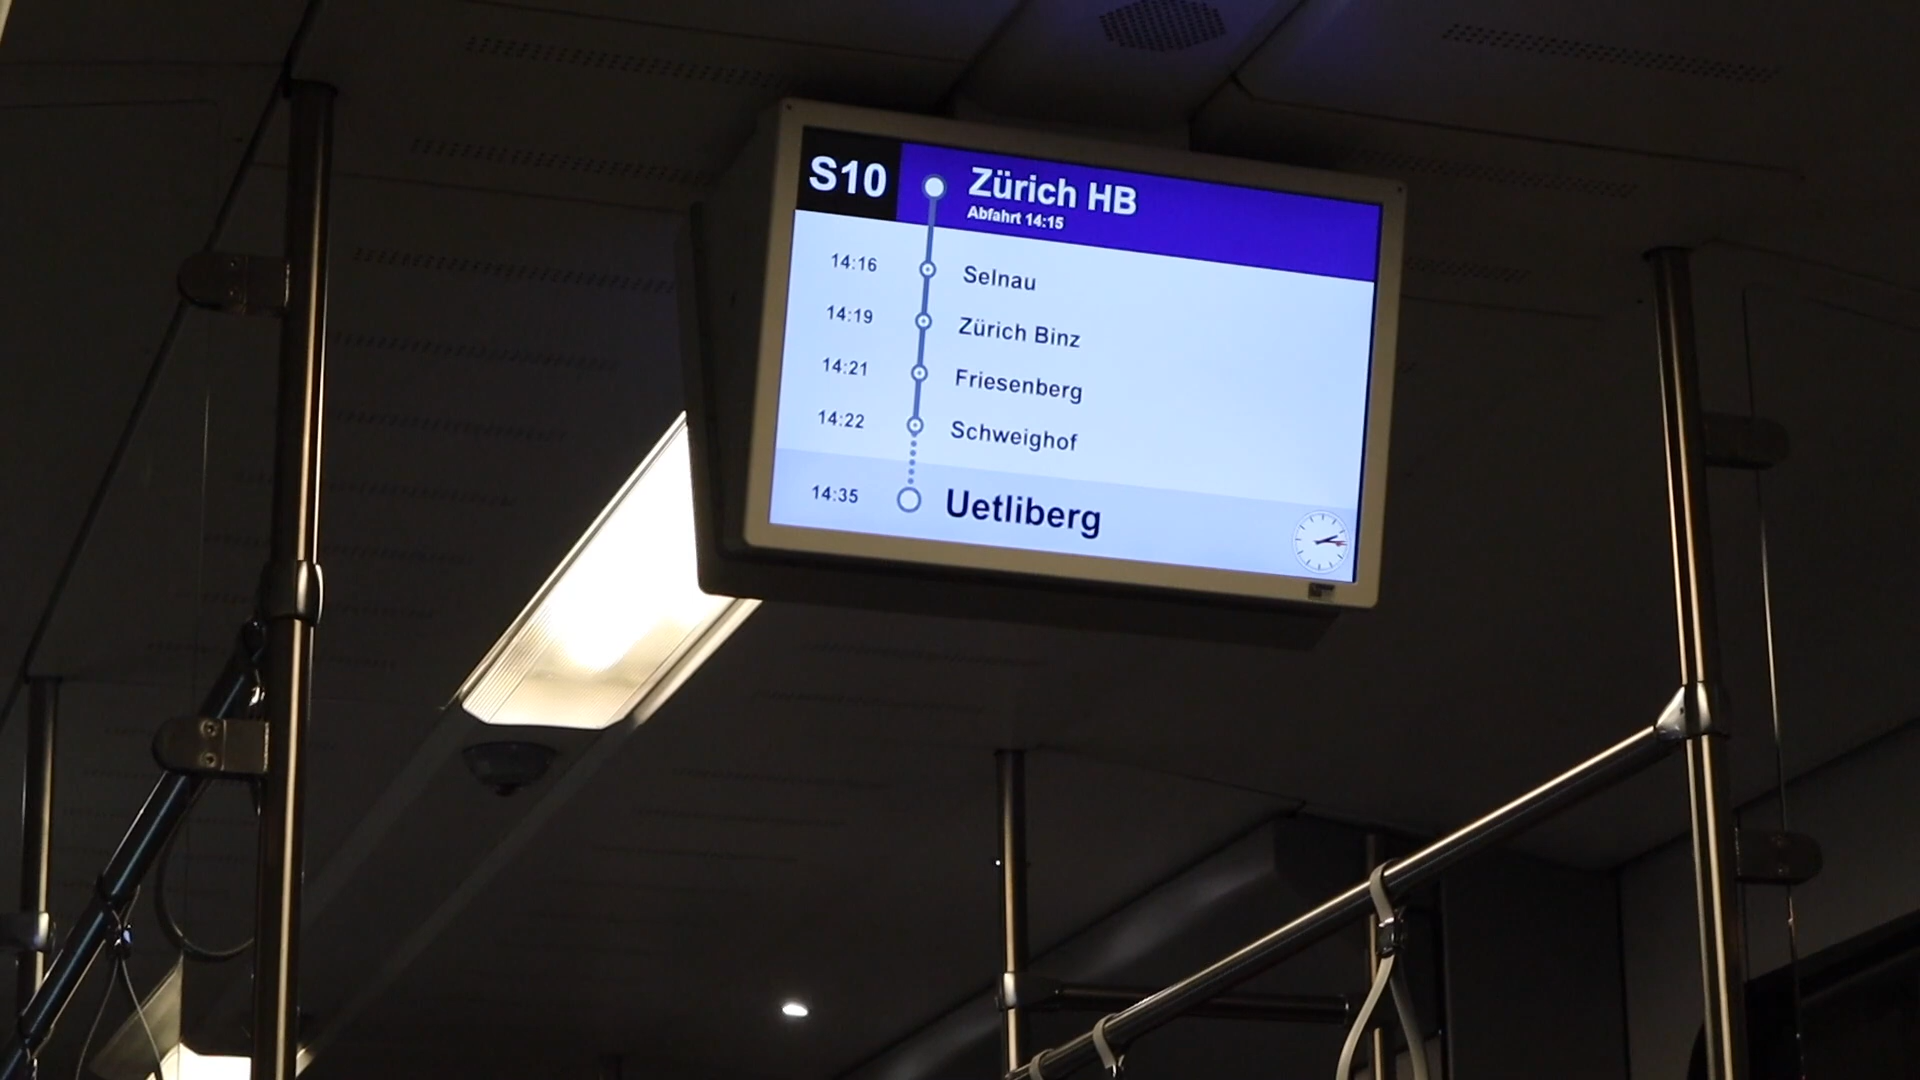 S10 Zürich HB
Abfahrt 14:15
14:16 Selnau
14:19 Zürich Binz
14:21 Friesenberg
14:22 Schweighof
14:35 Uetliberg